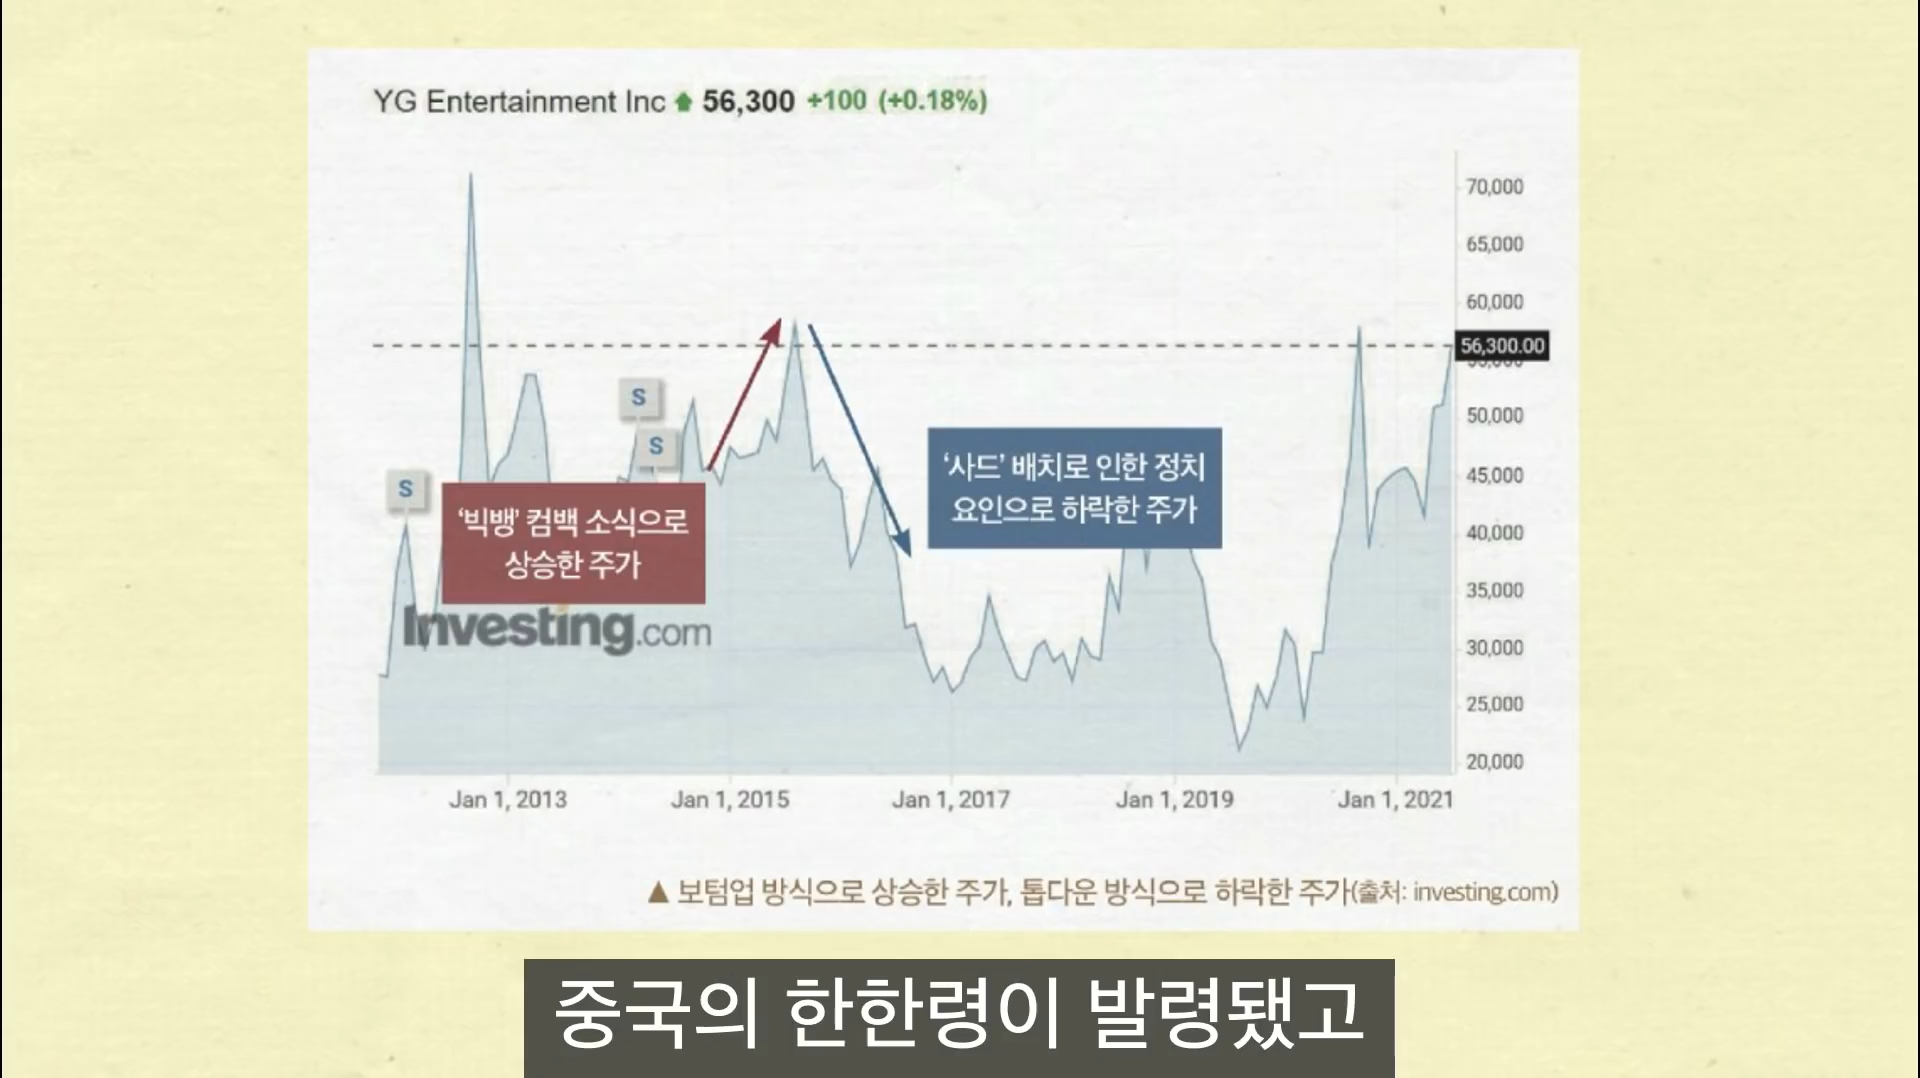 YG Entertainment Inc 56,300 +100 (+0.18%)
70,000
65,000
60,000
56,300.00
55,000
50,000
45,000
40,000
35,000
30,000
25,000
20,000
S
S
S
‘빅뱅’ 컴백 소식으로
상승한 주가
‘사드’ 배치로 인한 정치
요인으로 하락한 주가
Investing.com
Jan 1, 2013
Jan 1, 2015
Jan 1, 2017
Jan 1, 2019
Jan 1, 2021
▲ 보텀업 방식으로 상승한 주가, 톱다운 방식으로 하락한 주가(출처: investing.com)
중국의 한한령이 발령됐고